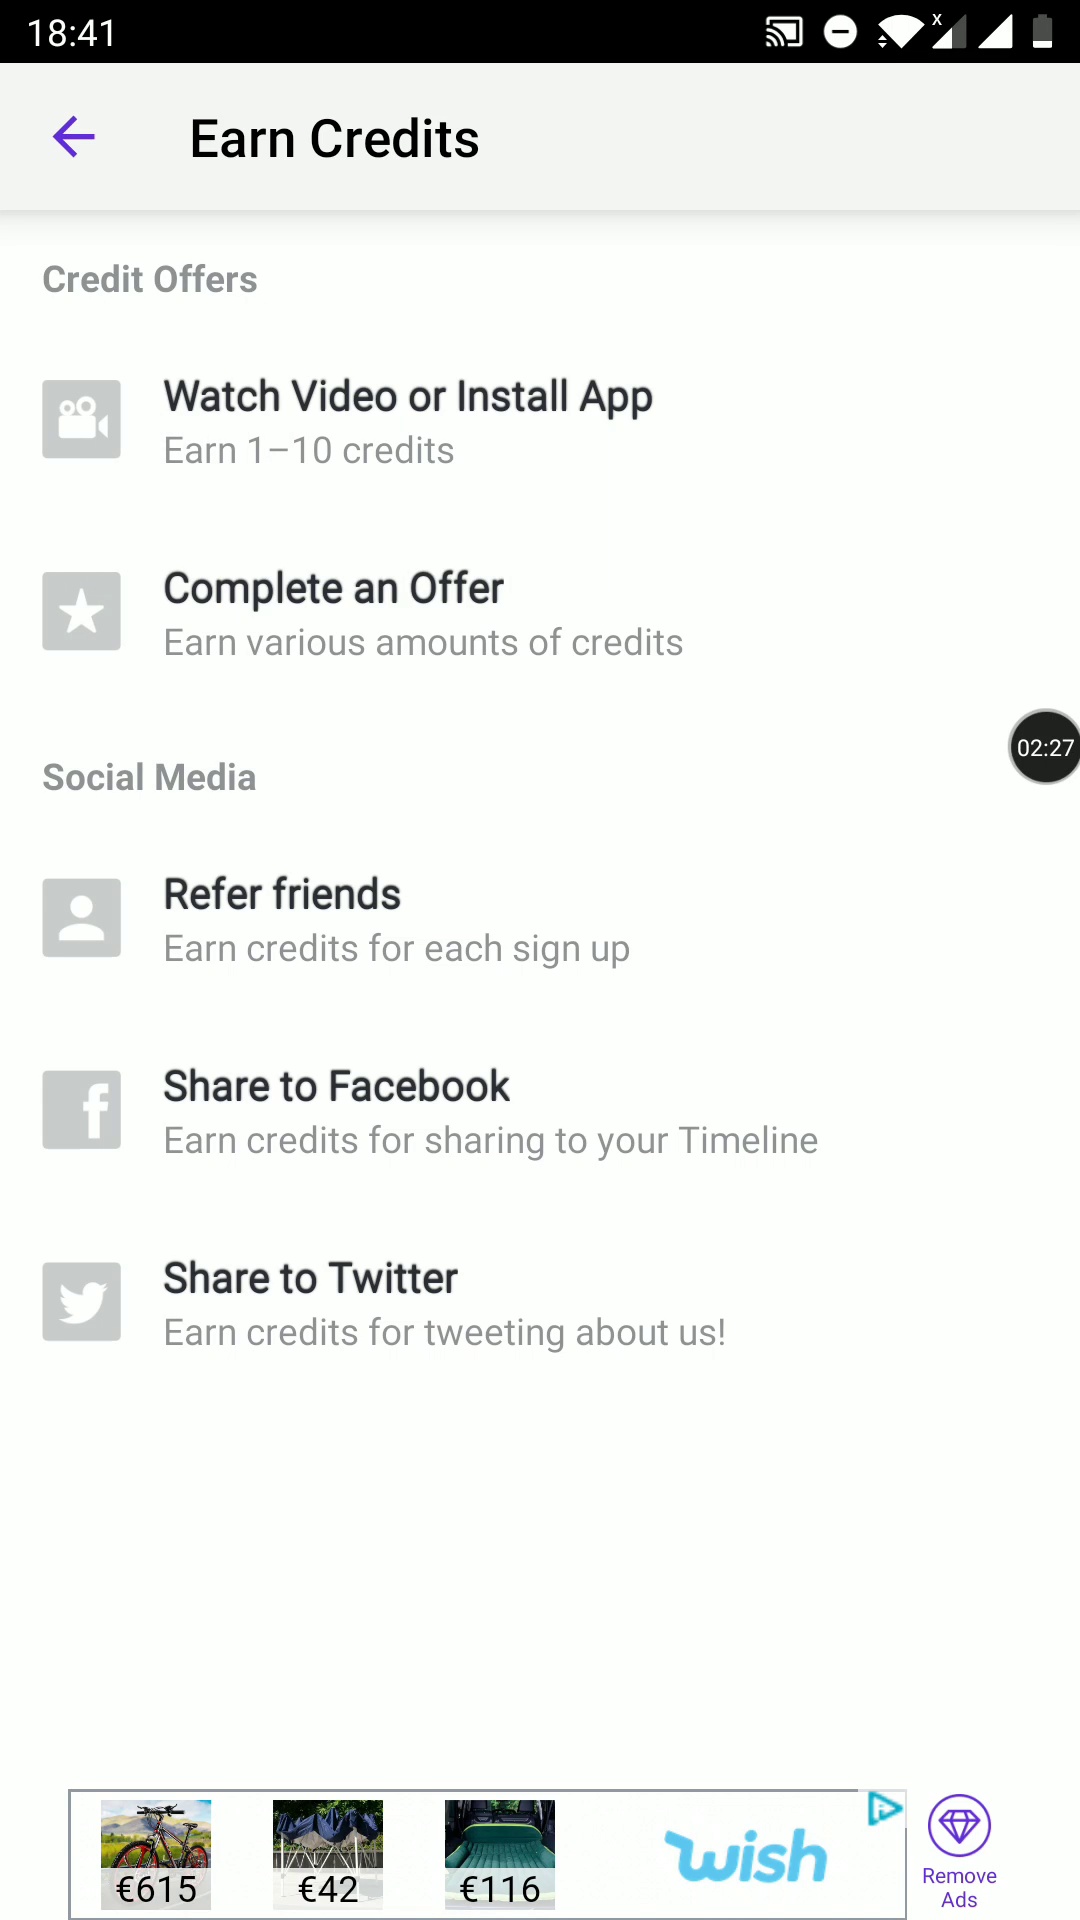 18:41
x
Earn Credits
Credit Offers
Watch Video or Install App
Earn 1–10 credits
Complete an Offer
Earn various amounts of credits
02:27
Social Media
Refer friends
Earn credits for each sign up
Share to Facebook
Earn credits for sharing to your Timeline
Share to Twitter
Earn credits for tweeting about us!
€615
€42
€116
wish
Remove
Ads